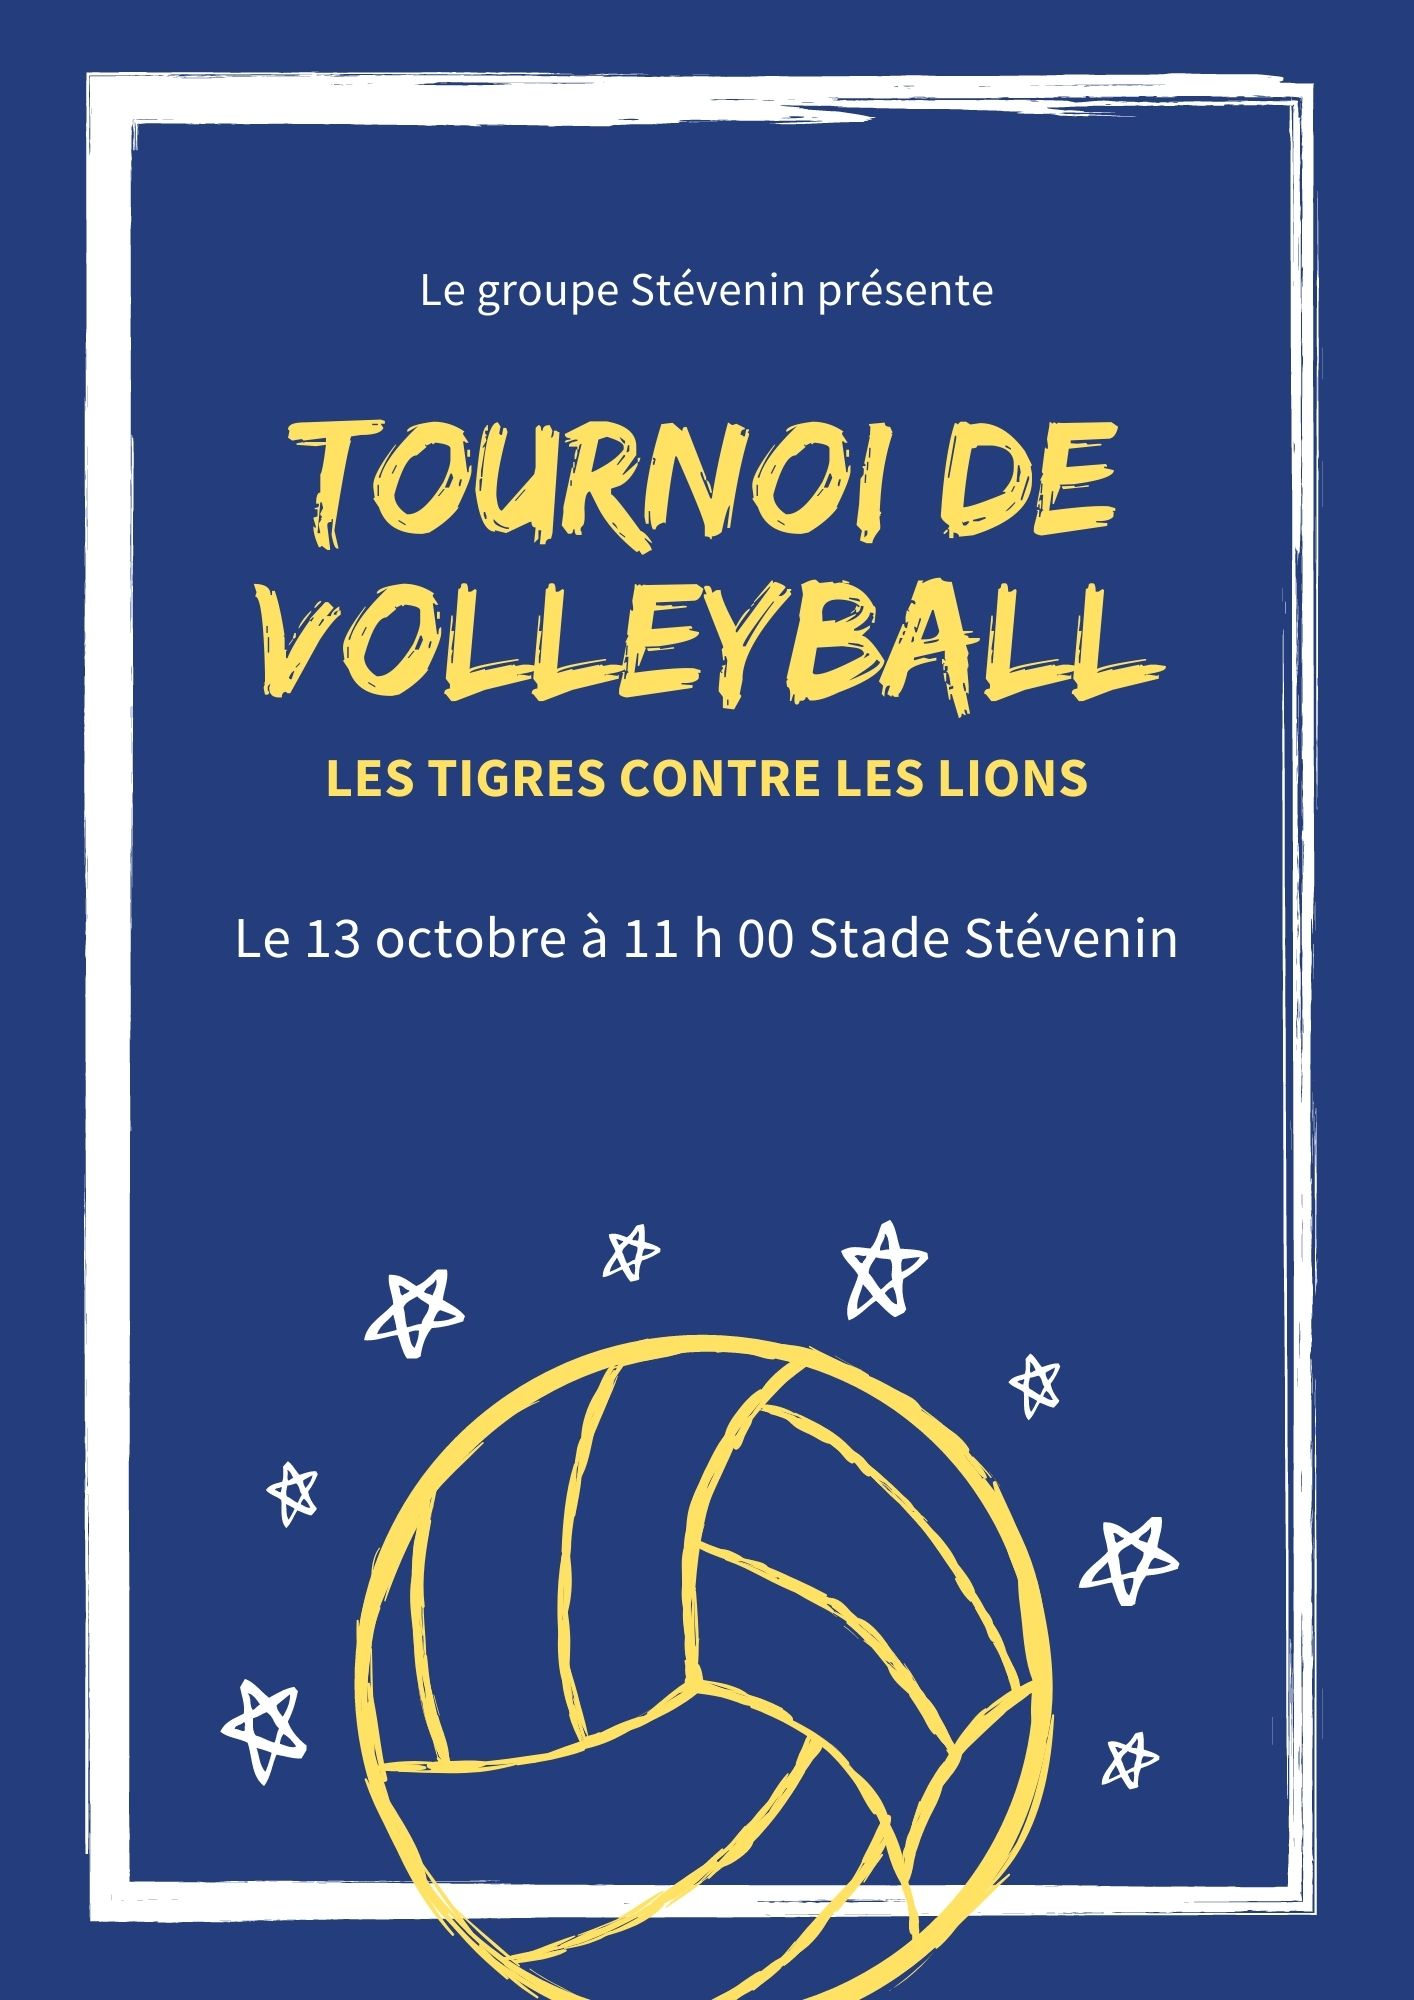 Le groupe Stévenin présente
TOURNOI DE
VOLLEYBALL
LES TIGRES CONTRE LES LIONS
Le 13 octobre à 11 h 00 Stade Stévenin